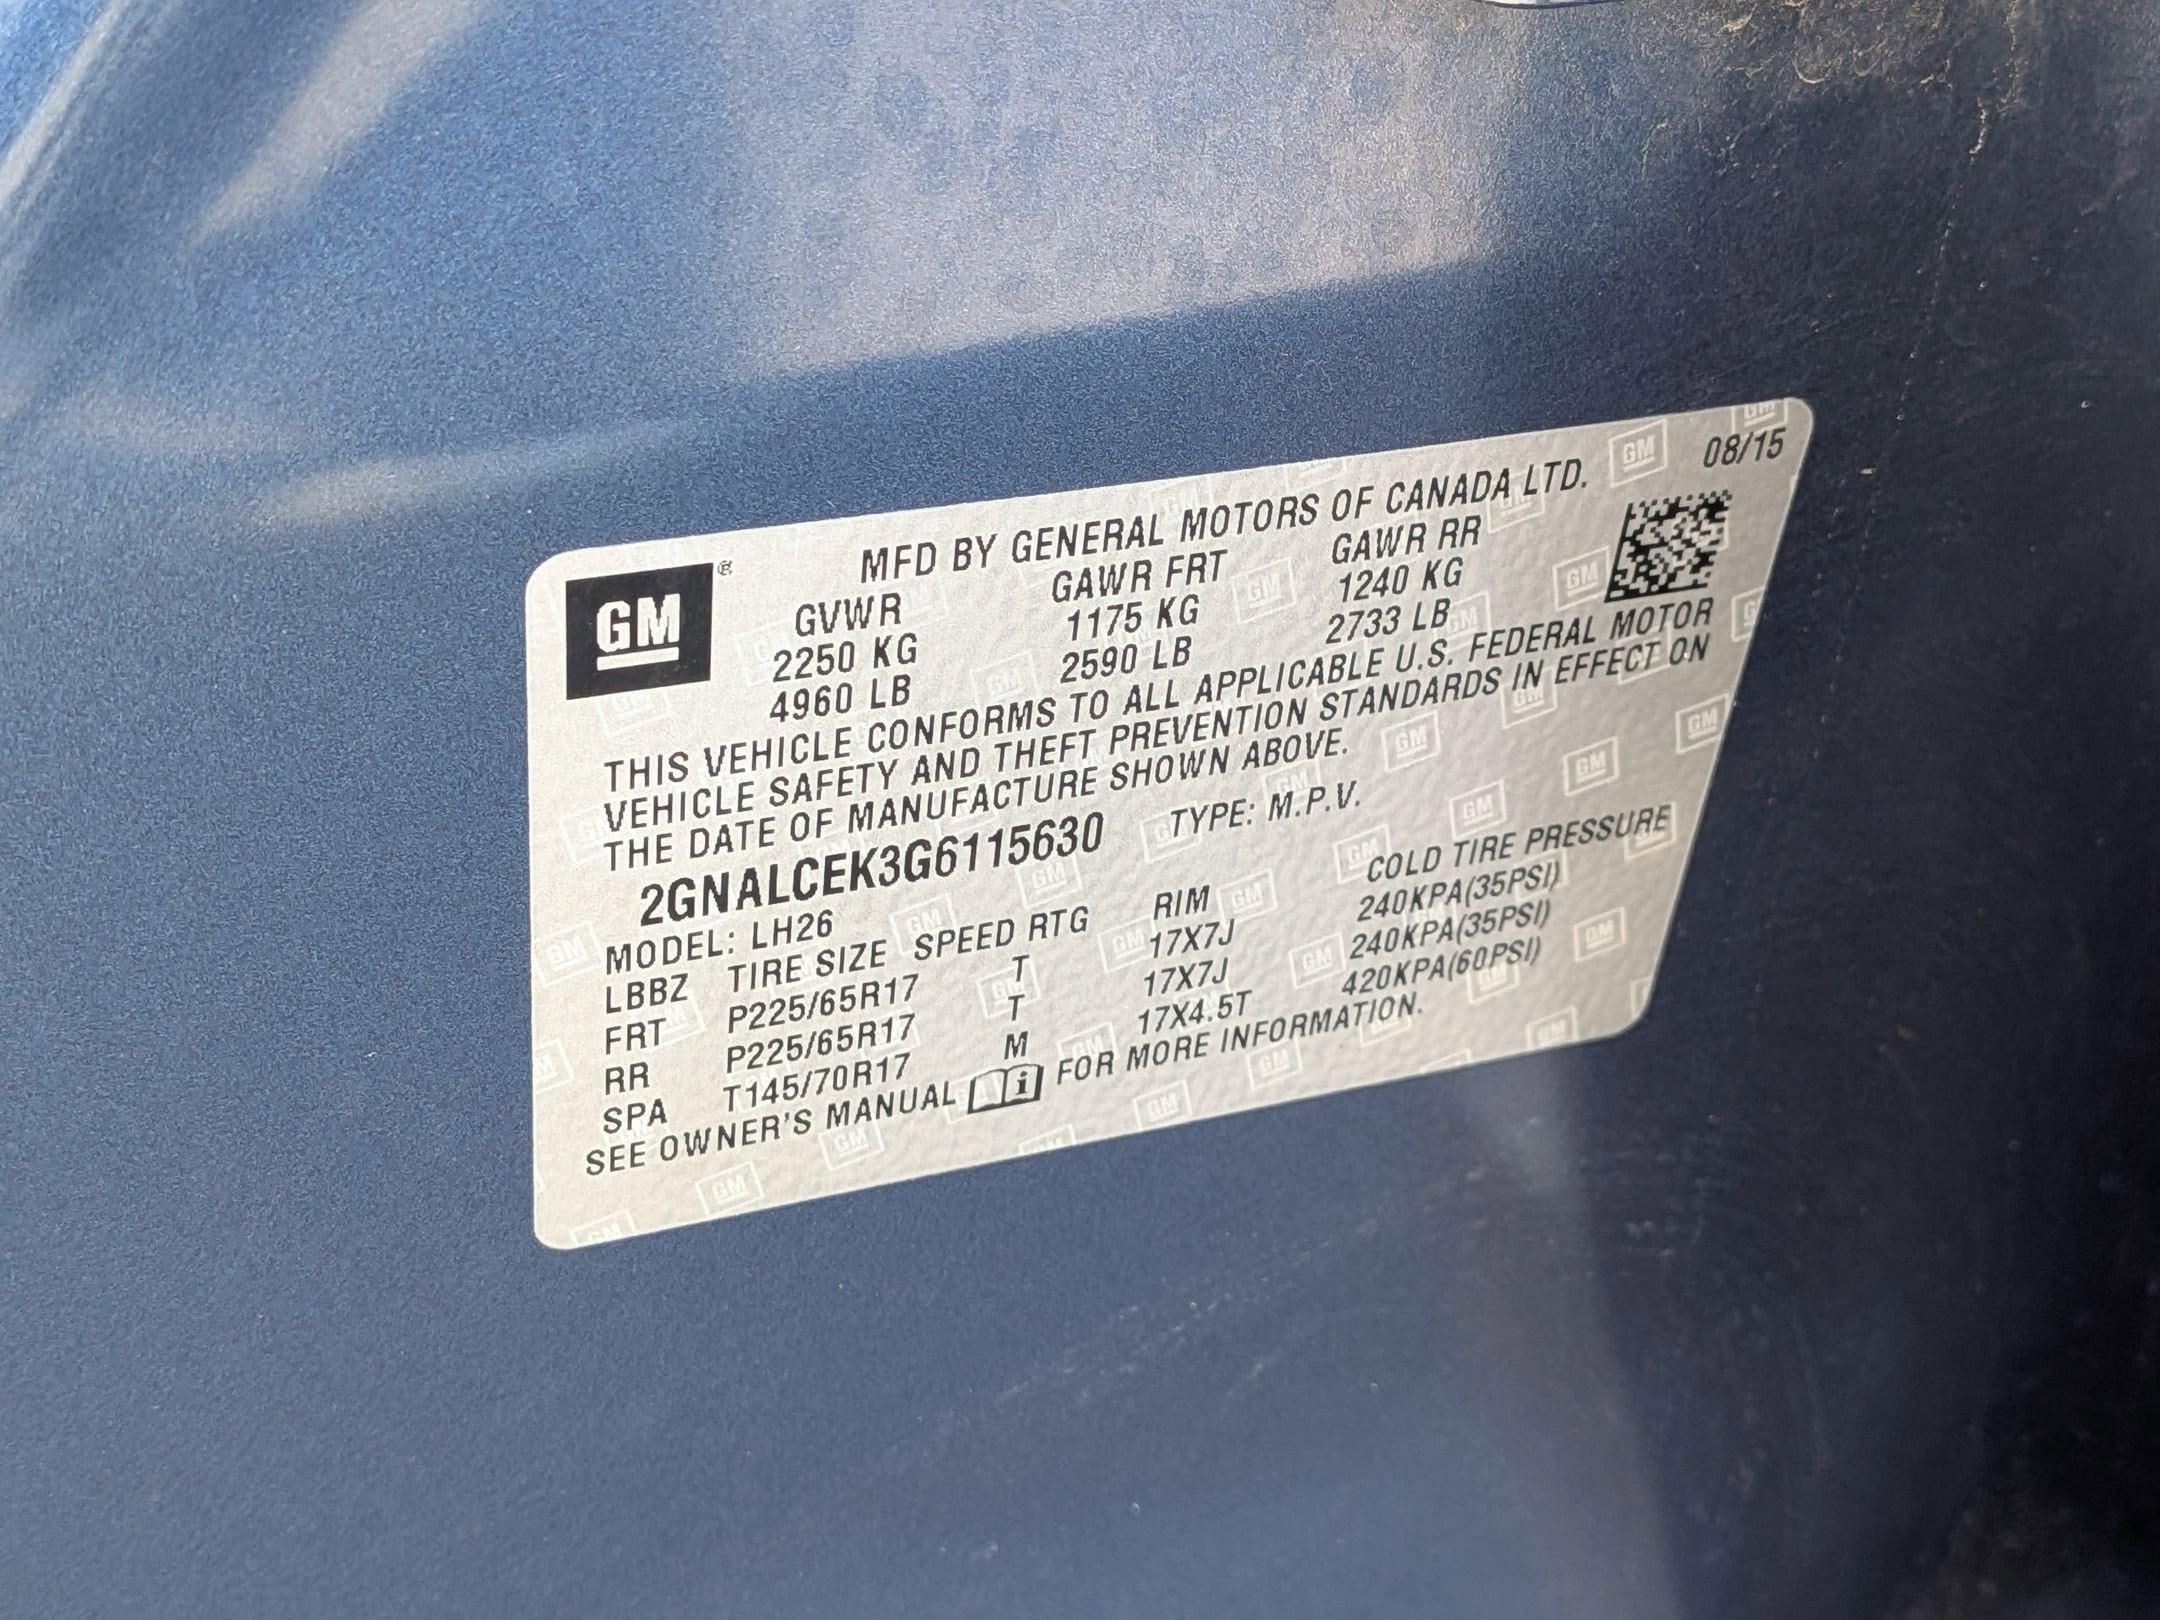 08/15
GM ®
MFD BY GENERAL MOTORS OF CANADA LTD.
GVWR GAWR FRT GAWR RR
2250 KG 1175 KG 1240 KG
4960 LB 2590 LB 2733 LB
THIS VEHICLE CONFORMS TO ALL APPLICABLE U.S. FEDERAL MOTOR
VEHICLE SAFETY AND THEFT PREVENTION STANDARDS IN EFFECT ON
THE DATE OF MANUFACTURE SHOWN ABOVE.
2GNALCEK3G6115630 TYPE: M.P.V.
MODEL: LH26
LBBZ TIRE SIZE SPEED RTG RIM COLD TIRE PRESSURE
FRT P225/65R17 T 17X7J 240KPA(35PSI)
RR P225/65R17 T 17X7J 240KPA(35PSI)
SPA T145/70R17 M 17X4.5T 420KPA(60PSI)
SEE OWNER'S MANUAL i FOR MORE INFORMATION.